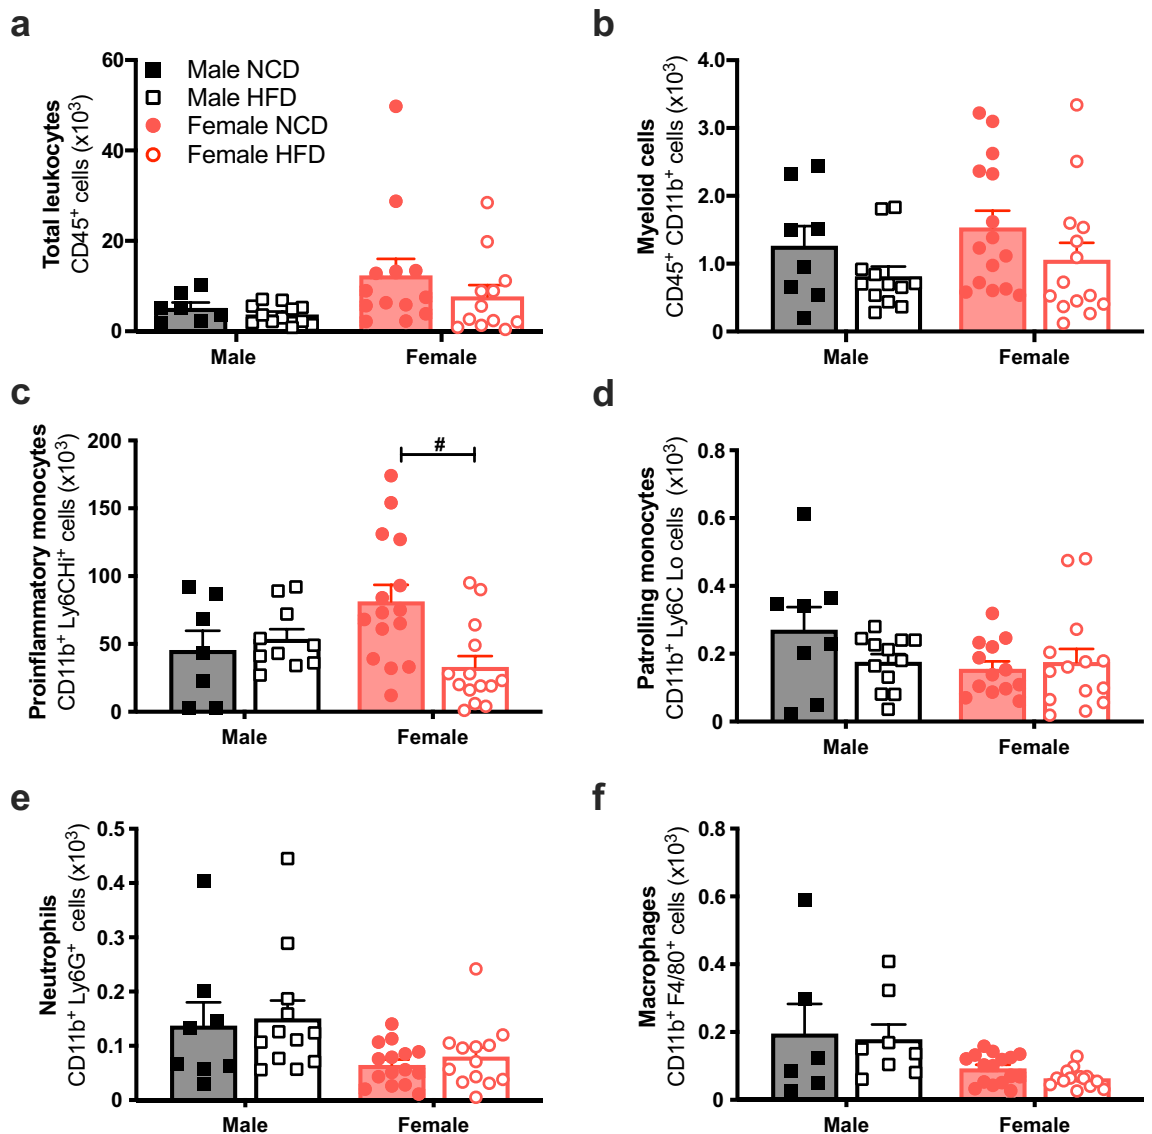 a
Total leukocytes
CD45⁺ cells (x10³)
60
40
20
0
Male NCD
Male HFD
Female NCD
Female HFD
Male
Female
b
Myeloid cells
CD45⁺ CD11b⁺ cells (x10³)
4.0
3.0
2.0
1.0
0
Male
Female
c
Proinflammatory monocytes
CD11b⁺ Ly6CHi⁺ cells (x10³)
200
150
100
50
0
#
Male
Female
d
Patrolling monocytes
CD11b⁺ Ly6C Lo cells (x10³)
0.8
0.6
0.4
0.2
0
Male
Female
e
Neutrophils
CD11b⁺ Ly6G⁺ cells (x10³)
0.5
0.4
0.3
0.2
0.1
0
Male
Female
f
Macrophages
CD11b⁺ F4/80⁺ cells (x10³)
0.8
0.6
0.4
0.2
0
Male
Female